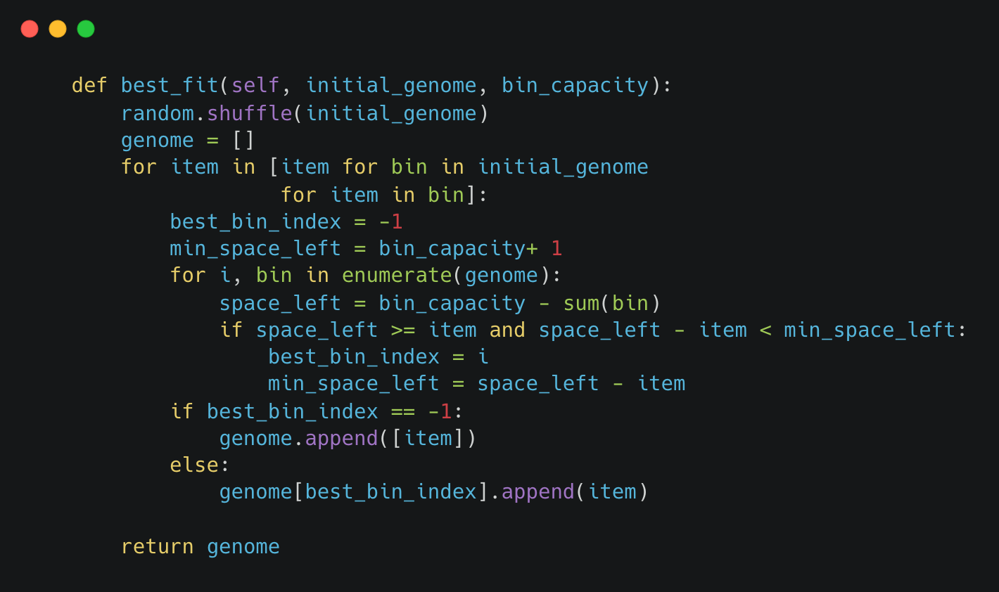 def best_fit(self, initial_genome, bin_capacity):
    random.shuffle(initial_genome)
    genome = []
    for item in [item for bin in initial_genome
                 for item in bin]:
        best_bin_index = -1
        min_space_left = bin_capacity+ 1
        for i, bin in enumerate(genome):
            space_left = bin_capacity - sum(bin)
            if space_left >= item and space_left - item < min_space_left:
                best_bin_index = i
                min_space_left = space_left - item
        if best_bin_index == -1:
            genome.append([item])
        else:
            genome[best_bin_index].append(item)

    return genome